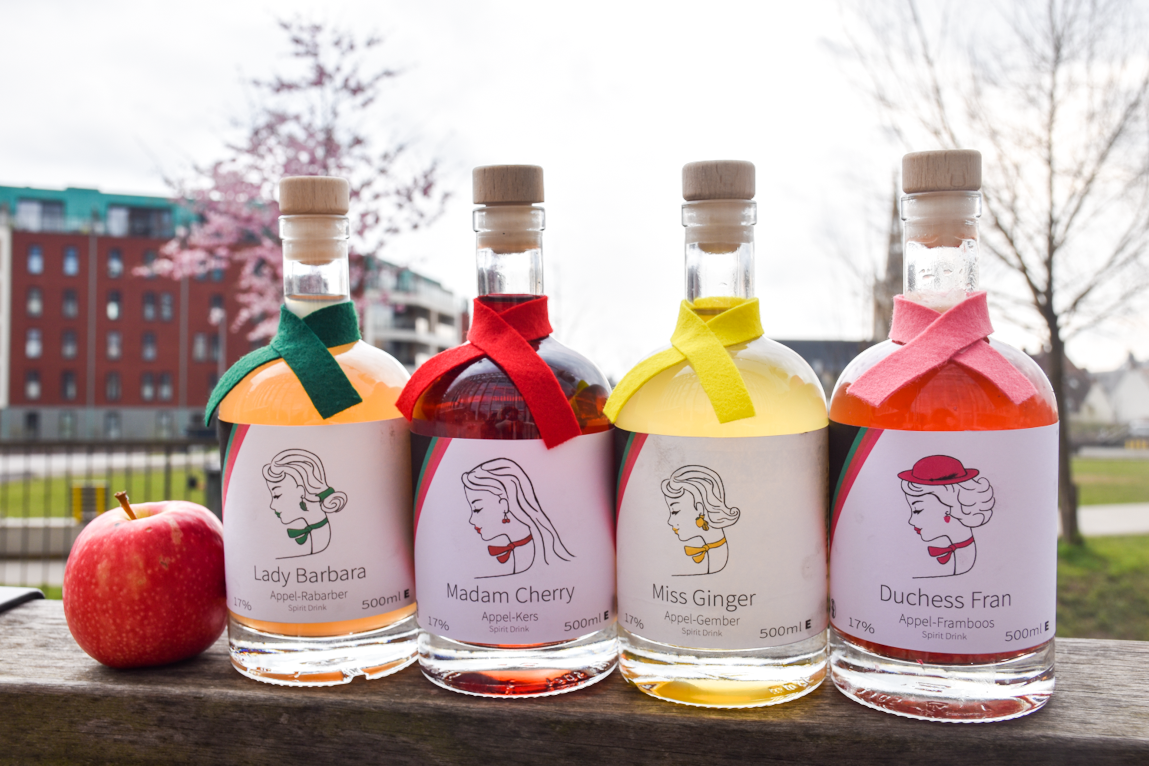 Lady Barbara
Appel-Rabarber
Spirit Drink
17%
500ml E
Madam Cherry
Appel-Kers
Spirit Drink
17%
500ml E
Miss Ginger
Appel-Gember
Spirit Drink
17%
500ml E
Duchess Fran
Appel-Framboos
Spirit Drink
17%
500ml E